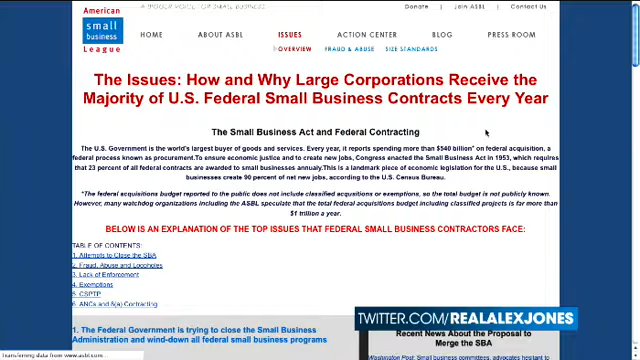 American
small
business
League
A BIGGER VOICE FOR SMALL BUSINESS
Donate | Join ASBL | Contact Us
HOME ABOUT ASBL ISSUES ACTION CENTER BLOG PRESS ROOM
OVERVIEW FRAUD & ABUSE SIZE STANDARDS
The Issues: How and Why Large Corporations Receive the
Majority of U.S. Federal Small Business Contracts Every Year
The Small Business Act and Federal Contracting
The U.S. Government is the world's largest buyer of goods and services. Every year, it reports spending more than $540 billion* on federal acquisition, a
federal process known as procurement.To ensure economic justice and to create new jobs, Congress enacted the Small Business Act in 1953, which requires
that 23 percent of all federal contracts are awarded to small businesses annualy.This is a landmark piece of economic legislation for the U.S., because small
businesses create 90 percent of net new jobs, according to the U.S. Census Bureau.
*The federal acquisitions budget reported to the public does not include classified acquisitions or exemptions, so the total budget is not publicly known.
However, many watchdog organizations including the ASBL speculate that the total federal acquisitions budget including classified projects is far more than
$1 trillion a year.
BELOW IS AN EXPLANATION OF THE TOP ISSUES THAT FEDERAL SMALL BUSINESS CONTRACTORS FACE:
TABLE OF CONTENTS:
1. Attempts to Close the SBA
2. Fraud, Abuse and Loopholes
3. Lack of Enforcement
4. Exemptions
5. CSPTP
6. ANCs and 8(a) Contracting
TWITTER.COM/REALALEXJONES
1. The Federal Government is trying to close the Small Business
Administration and wind-down all federal small business programs
Recent News About the Proposal to
Merge the SBA
Washington Post: Small business committees, advocates hesitant to
Transferring data from www.asbl.com...